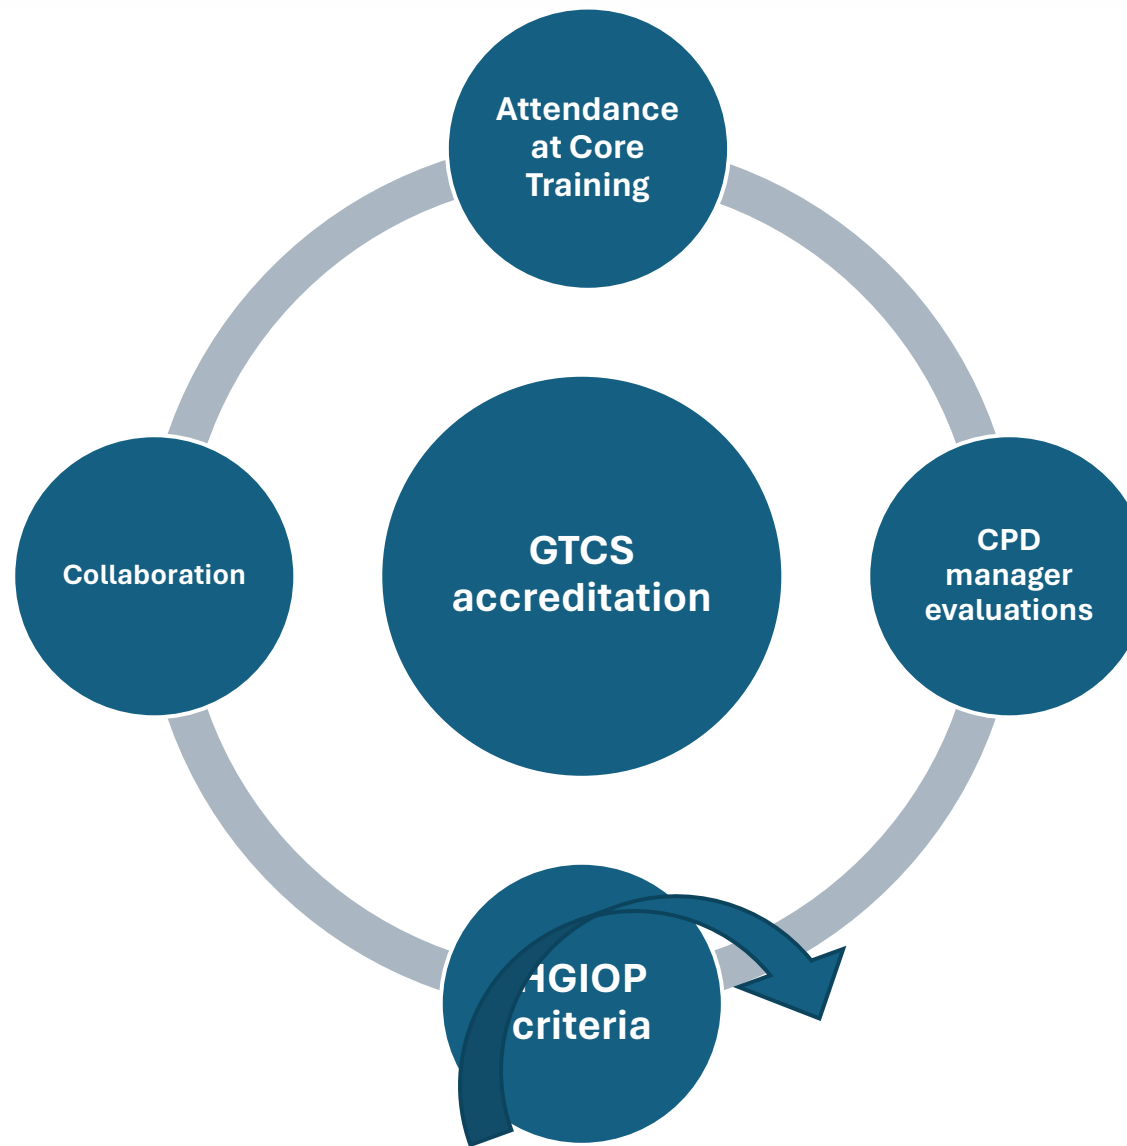 Attendance
at Core
Training
CPD
manager
evaluations
HGIOP
criteria
Collaboration
GTCS
accreditation